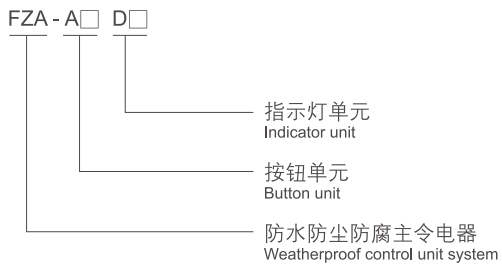 FZA - A□ D□
指示灯单元
Indicator unit
按钮单元
Button unit
防水防尘防腐主令电器
Weatherproof control unit system